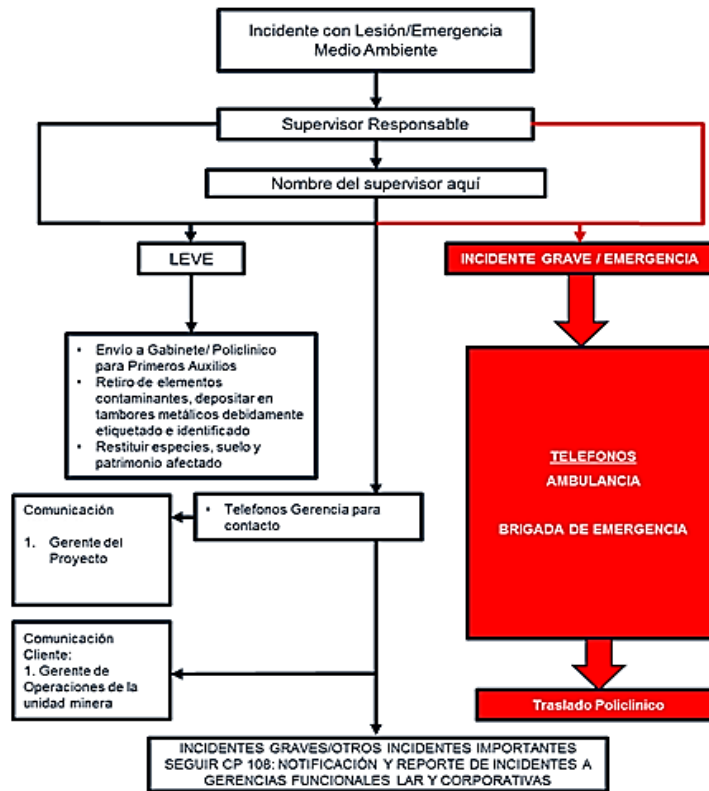 Incidente con Lesión/Emergencia
Medio Ambiente
Supervisor Responsable
Nombre del supervisor aquí
LEVE
INCIDENTE GRAVE / EMERGENCIA
• Envío a Gabinete/ Policlínico
para Primeros Auxilios
• Retiro de elementos
contaminantes, depositar en
tambores metálicos debidamente
etiquetado e identificado
• Restituir especies, suelo y
patrimonio afectado
TELEFONOS
AMBULANCIA
BRIGADA DE EMERGENCIA
• Telefonos Gerencia para
contacto
Comunicación
1. Gerente del
Proyecto
Comunicación
Cliente:
1. Gerente de
Operaciones de la
unidad minera
Traslado Policlínico
INCIDENTES GRAVES/OTROS INCIDENTES IMPORTANTES
SEGUIR CP 108: NOTIFICACIÓN Y REPORTE DE INCIDENTES A
GERENCIAS FUNCIONALES LAR Y CORPORATIVAS